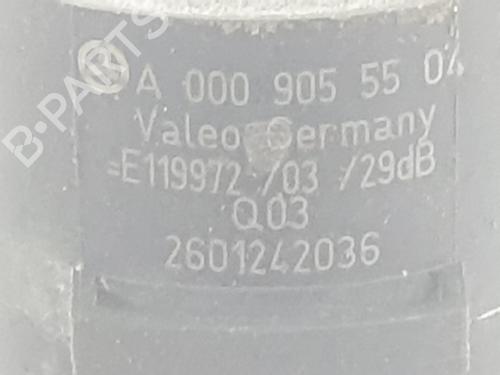 A 000 905 55 04
Valeo Germany
=E119972 /03 /29dB
Q03
2601242036
B-PARTS